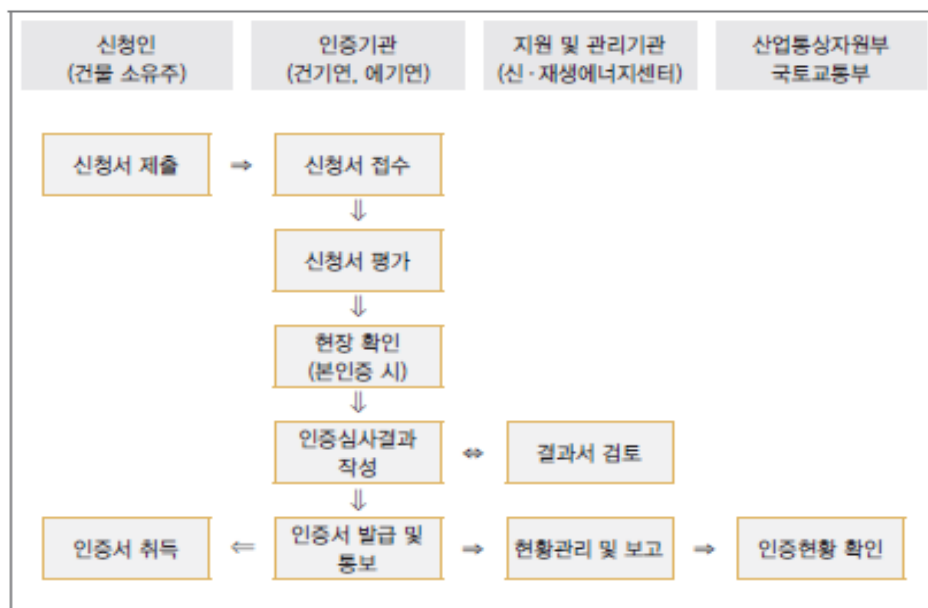 신청인
(건물 소유주)
인증기관
(건기연, 에기연)
지원 및 관리기관
(신·재생에너지센터)
산업통상자원부
국토교통부
신청서 제출
⇒
신청서 접수
⇓
신청서 평가
⇓
현장 확인
(본인증 시)
⇓
인증심사결과
작성
⇔
결과서 검토
⇓
인증서 취득
⇐
인증서 발급 및
통보
⇒
현황관리 및 보고
⇒
인증현황 확인